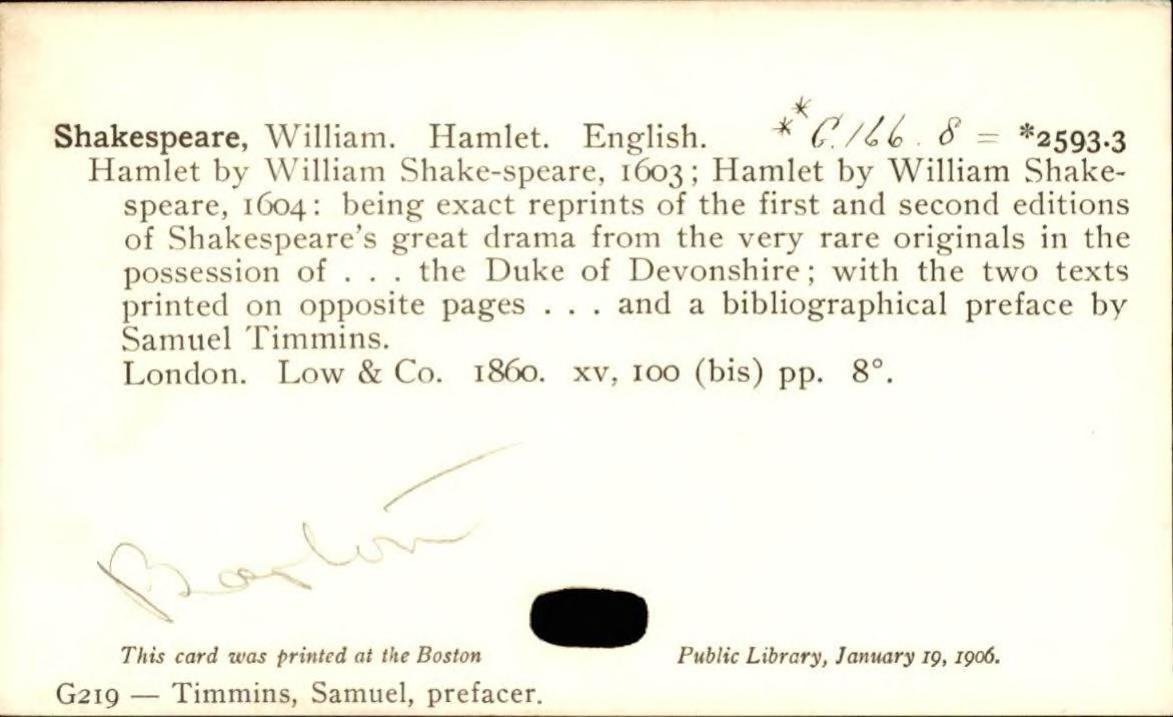 Shakespeare, William. Hamlet. English. ** G.166.8 = *2593.3
Hamlet by William Shake-speare, 1603; Hamlet by William Shake-
speare, 1604: being exact reprints of the first and second editions
of Shakespeare's great drama from the very rare originals in the
possession of . . . the Duke of Devonshire; with the two texts
printed on opposite pages . . . and a bibliographical preface by
Samuel Timmins.
London. Low & Co. 1860. xv, 100 (bis) pp. 8°.
Barton
This card was printed at the Boston Public Library, January 19, 1906.
G219 — Timmins, Samuel, prefacer.